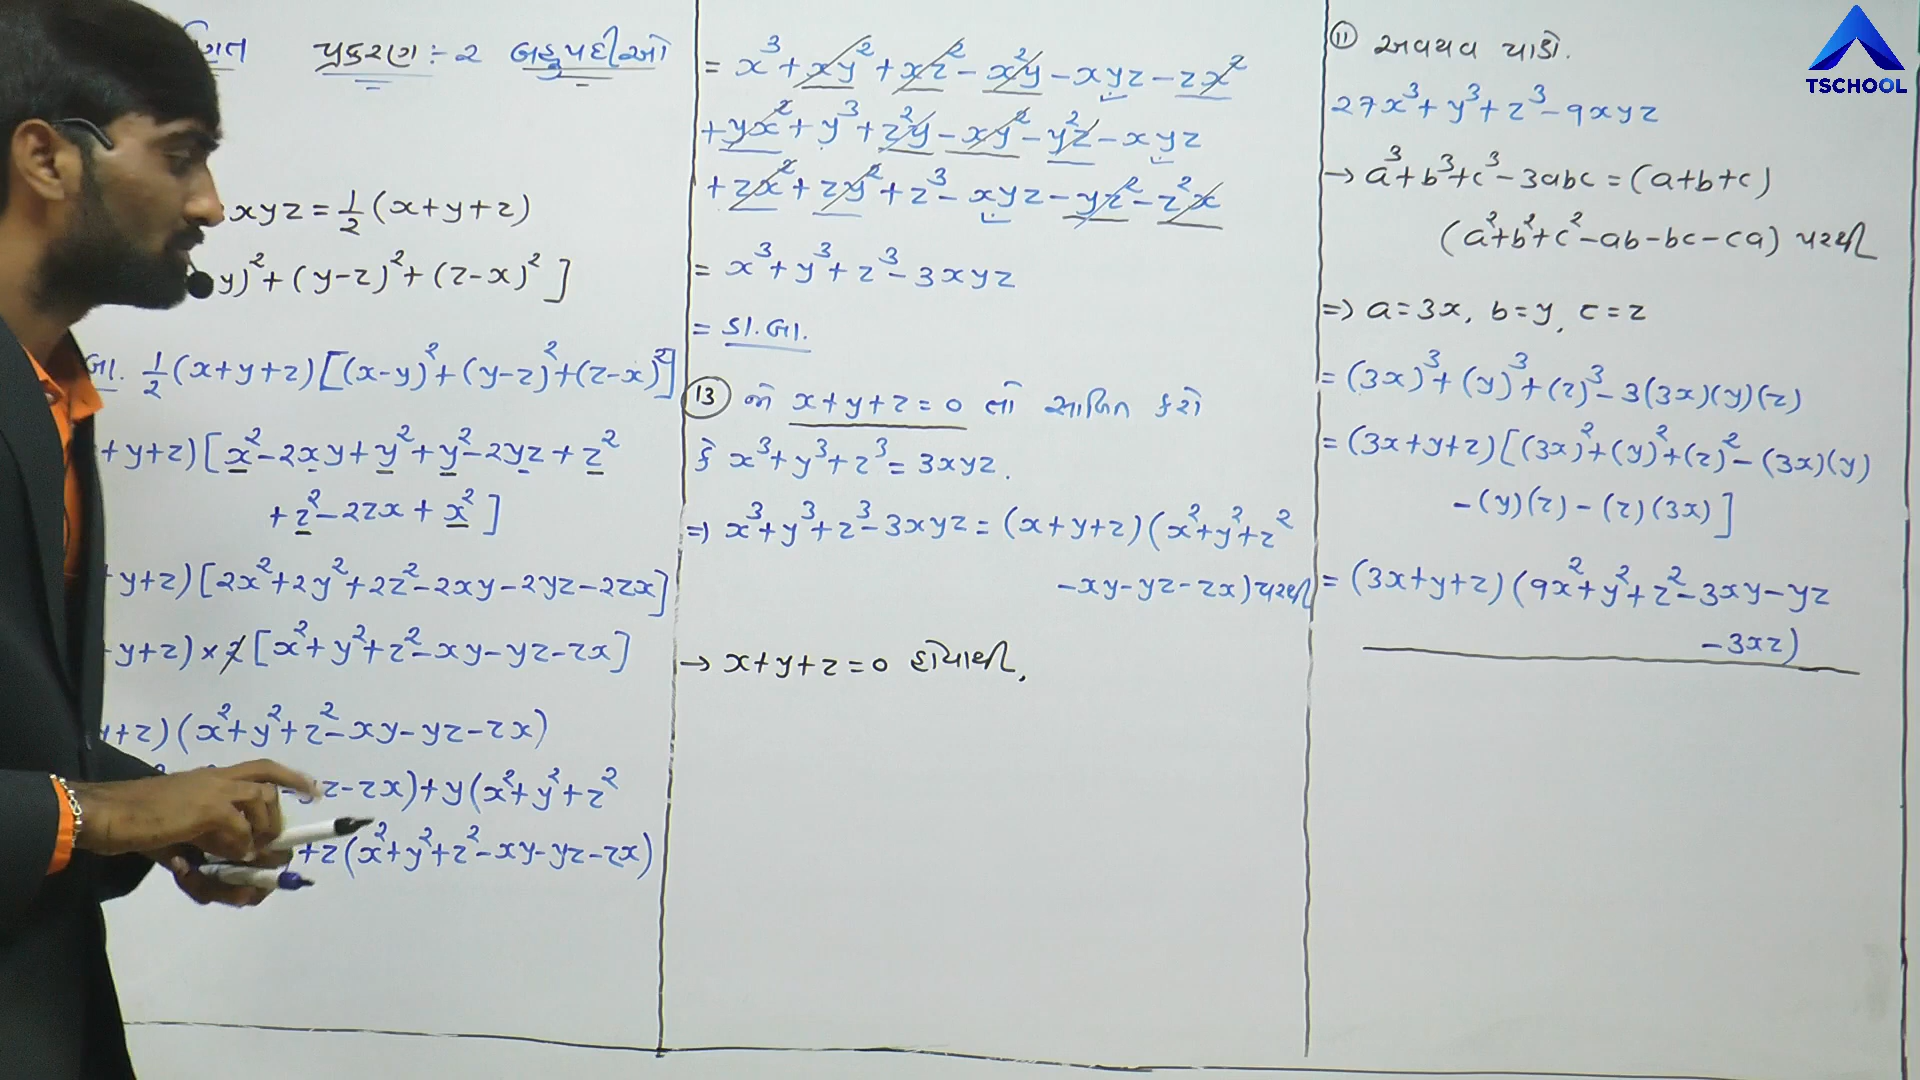 પ્રકરણ :- ૨ બહુપદીઓ
xyz = 1/2 (x+y+z)
y)² + (y-z)² + (z-x)² ]
બા. 1/2 (x+y+z) [(x-y)² + (y-z)² + (z-x)²]
+y+z) [x² - 2xy + y² + y² - 2yz + z²
+ z² - 2zx + x² ]
y+z) [2x² + 2y² + 2z² - 2xy - 2yz - 2zx]
y+z) × 2 [x² + y² + z² - xy - yz - zx]
+z) (x² + y² + z² - xy - yz - zx)
z - zx) + y (x² + y² + z²
+z (x² + y² + z² - xy - yz - zx)
= x³ + xy² + xz² - x²y - xyz - zx²
+ yx² + y³ + z²y - xy² - y²z - xyz
+ zx² + zy² + z³ - xyz - yz² - z²x
= x³ + y³ + z³ - 3xyz
= ડા.બા.
(13) જો x+y+z = 0 તો સાબિત કરો
કે x³ + y³ + z³ = 3xyz.
⇒ x³ + y³ + z³ - 3xyz = (x+y+z) (x² + y² + z²
-xy - yz - zx) પરથી
→ x+y+z = 0 હોવાથી,
(11) અવયવ પાડો.
27x³ + y³ + z³ - 9xyz
→ a³ + b³ + c³ - 3abc = (a+b+c)
(a² + b² + c² - ab - bc - ca) પરથી
⇒ a = 3x, b = y, c = z
= (3x)³ + (y)³ + (z)³ - 3(3x)(y)(z)
= (3x+y+z) [(3x)² + (y)² + (z)² - (3x)(y)
- (y)(z) - (z)(3x)]
= (3x+y+z) (9x² + y² + z² - 3xy - yz
- 3xz)
TSCHOOL